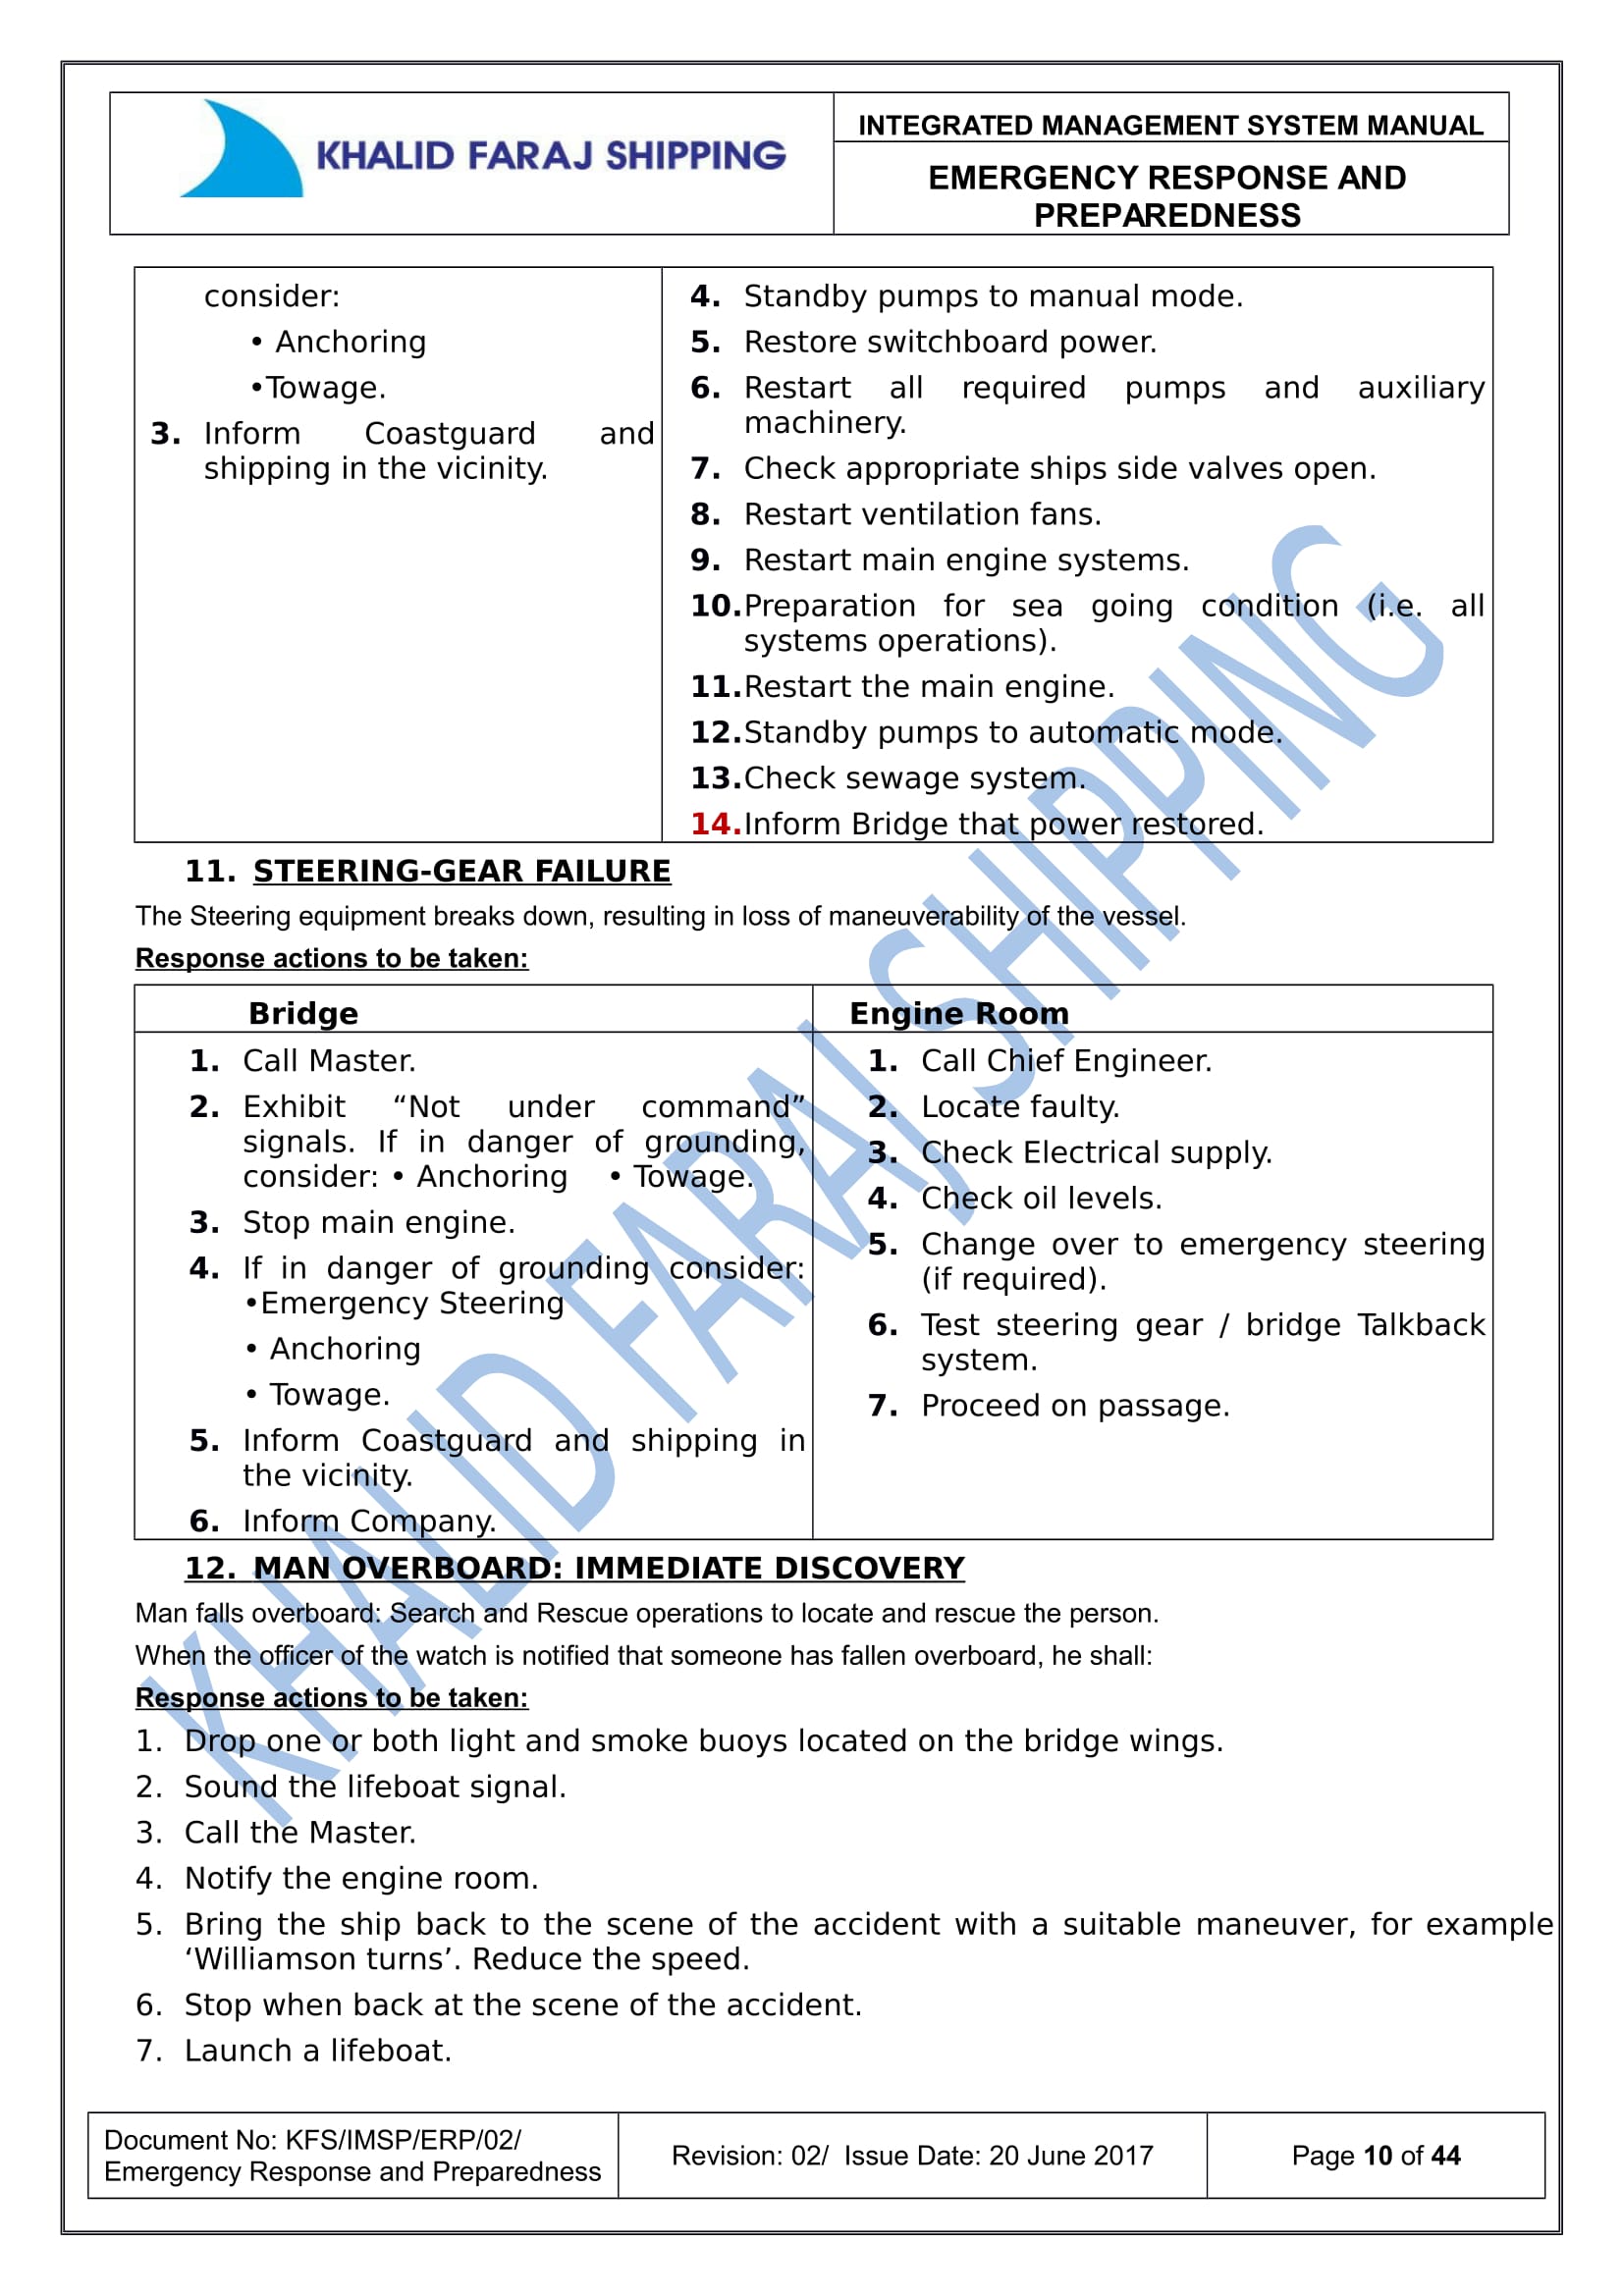 KHALID FARAJ SHIPPING
INTEGRATED MANAGEMENT SYSTEM MANUAL
EMERGENCY RESPONSE AND
PREPAREDNESS
consider:
• Anchoring
•Towage.
3. Inform Coastguard and
shipping in the vicinity.
4. Standby pumps to manual mode.
5. Restore switchboard power.
6. Restart all required pumps and auxiliary
machinery.
7. Check appropriate ships side valves open.
8. Restart ventilation fans.
9. Restart main engine systems.
10.Preparation for sea going condition (i.e. all
systems operations).
11.Restart the main engine.
12.Standby pumps to automatic mode.
13.Check sewage system.
14.Inform Bridge that power restored.
11. STEERING-GEAR FAILURE
The Steering equipment breaks down, resulting in loss of maneuverability of the vessel.
Response actions to be taken:
Bridge
1. Call Master.
2. Exhibit “Not under command”
signals. If in danger of grounding,
consider: • Anchoring • Towage.
3. Stop main engine.
4. If in danger of grounding consider:
•Emergency Steering
• Anchoring
• Towage.
5. Inform Coastguard and shipping in
the vicinity.
6. Inform Company.
Engine Room
1. Call Chief Engineer.
2. Locate faulty.
3. Check Electrical supply.
4. Check oil levels.
5. Change over to emergency steering
(if required).
6. Test steering gear / bridge Talkback
system.
7. Proceed on passage.
12. MAN OVERBOARD: IMMEDIATE DISCOVERY
Man falls overboard: Search and Rescue operations to locate and rescue the person.
When the officer of the watch is notified that someone has fallen overboard, he shall:
Response actions to be taken:
1. Drop one or both light and smoke buoys located on the bridge wings.
2. Sound the lifeboat signal.
3. Call the Master.
4. Notify the engine room.
5. Bring the ship back to the scene of the accident with a suitable maneuver, for example
‘Williamson turns’. Reduce the speed.
6. Stop when back at the scene of the accident.
7. Launch a lifeboat.
KHALID FARAJ SHIPPING
Document No: KFS/IMSP/ERP/02/
Emergency Response and Preparedness
Revision: 02/ Issue Date: 20 June 2017
Page 10 of 44